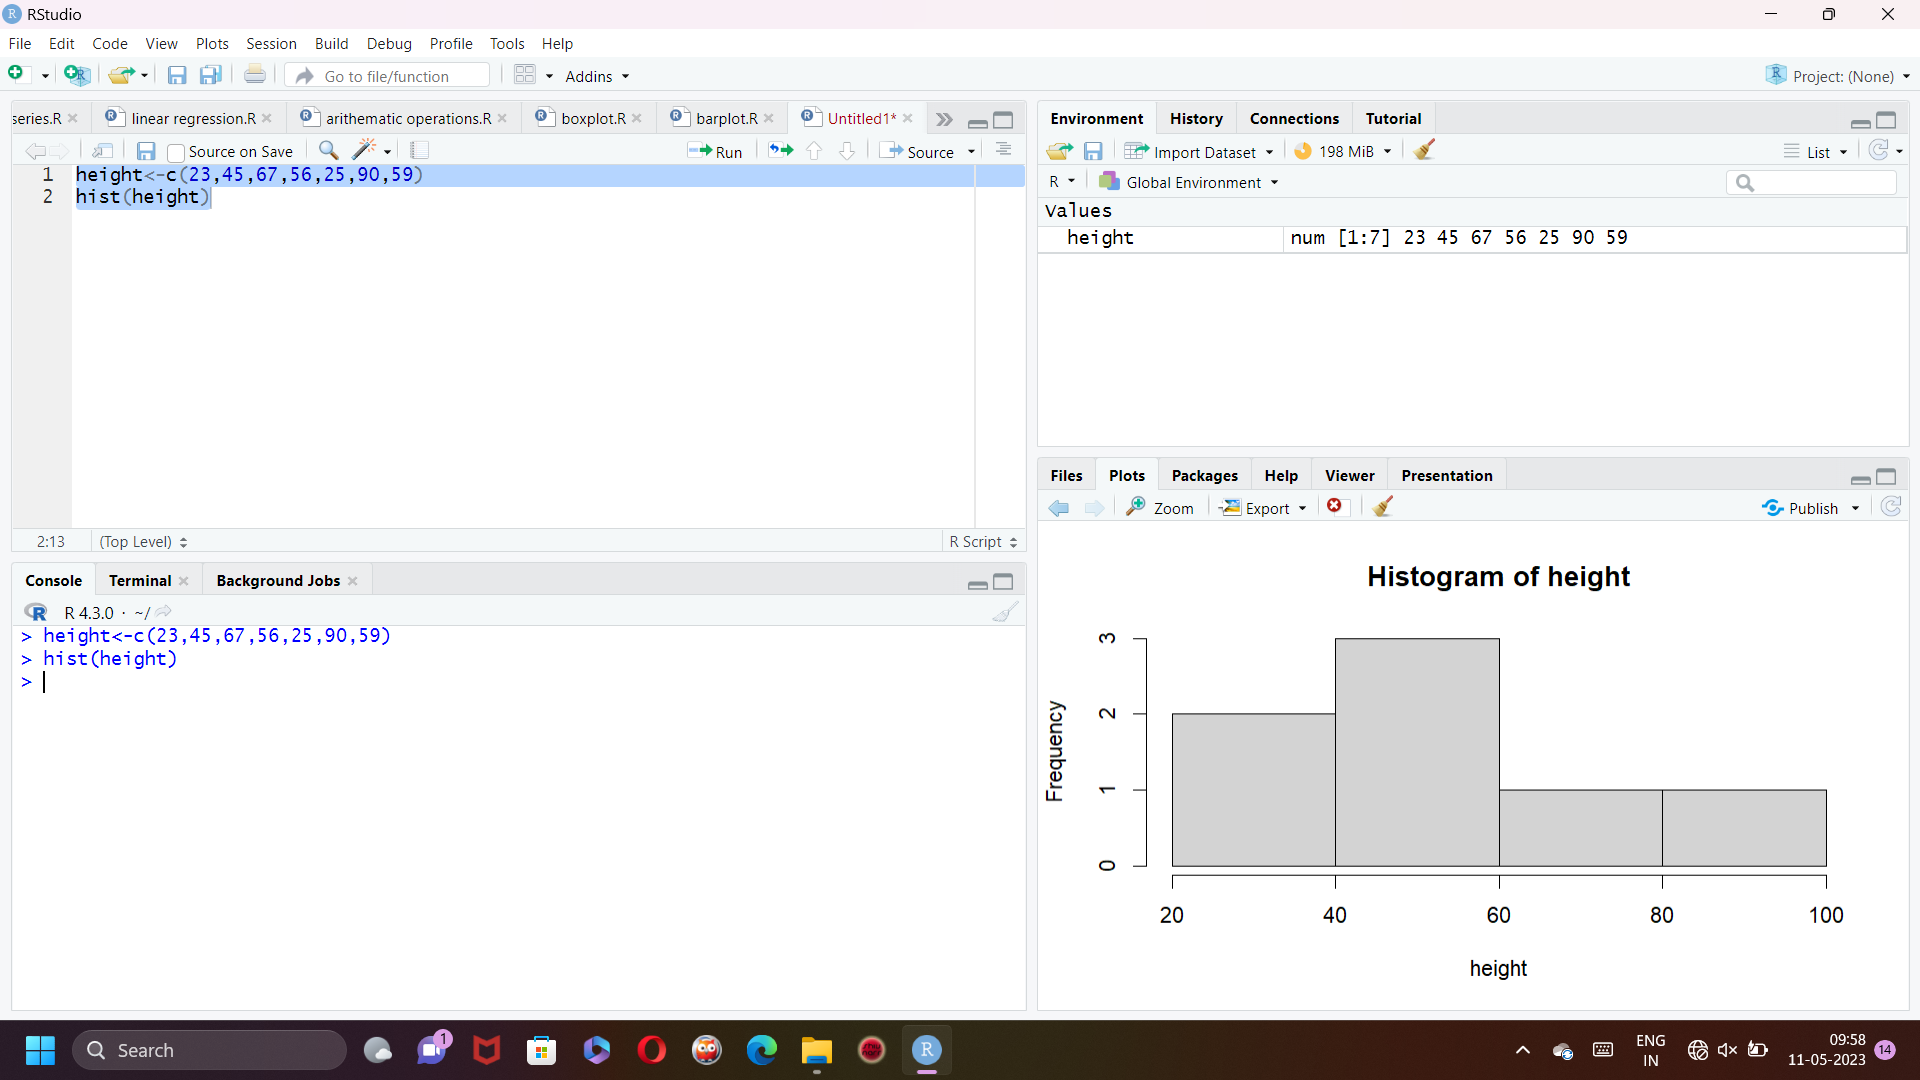 RStudio
File Edit Code View Plots Session Build Debug Profile Tools Help
Go to file/function Addins Project: (None)
series.R linear regression.R arithematic operations.R boxplot.R barplot.R Untitled1*
Source on Save Run Source
1 height<-c(23,45,67,56,25,90,59)
2 hist(height)
2:13 (Top Level) R Script
Console Terminal Background Jobs
R 4.3.0 · ~/
> height<-c(23,45,67,56,25,90,59)
> hist(height)
>
Environment History Connections Tutorial
Import Dataset 198 MiB List
R Global Environment
Values
height num [1:7] 23 45 67 56 25 90 59
Files Plots Packages Help Viewer Presentation
Zoom Export Publish
Histogram of height
Frequency
3
2
1
0
20 40 60 80 100
height
Search 1 ENG 09:58
IN 11-05-2023 14